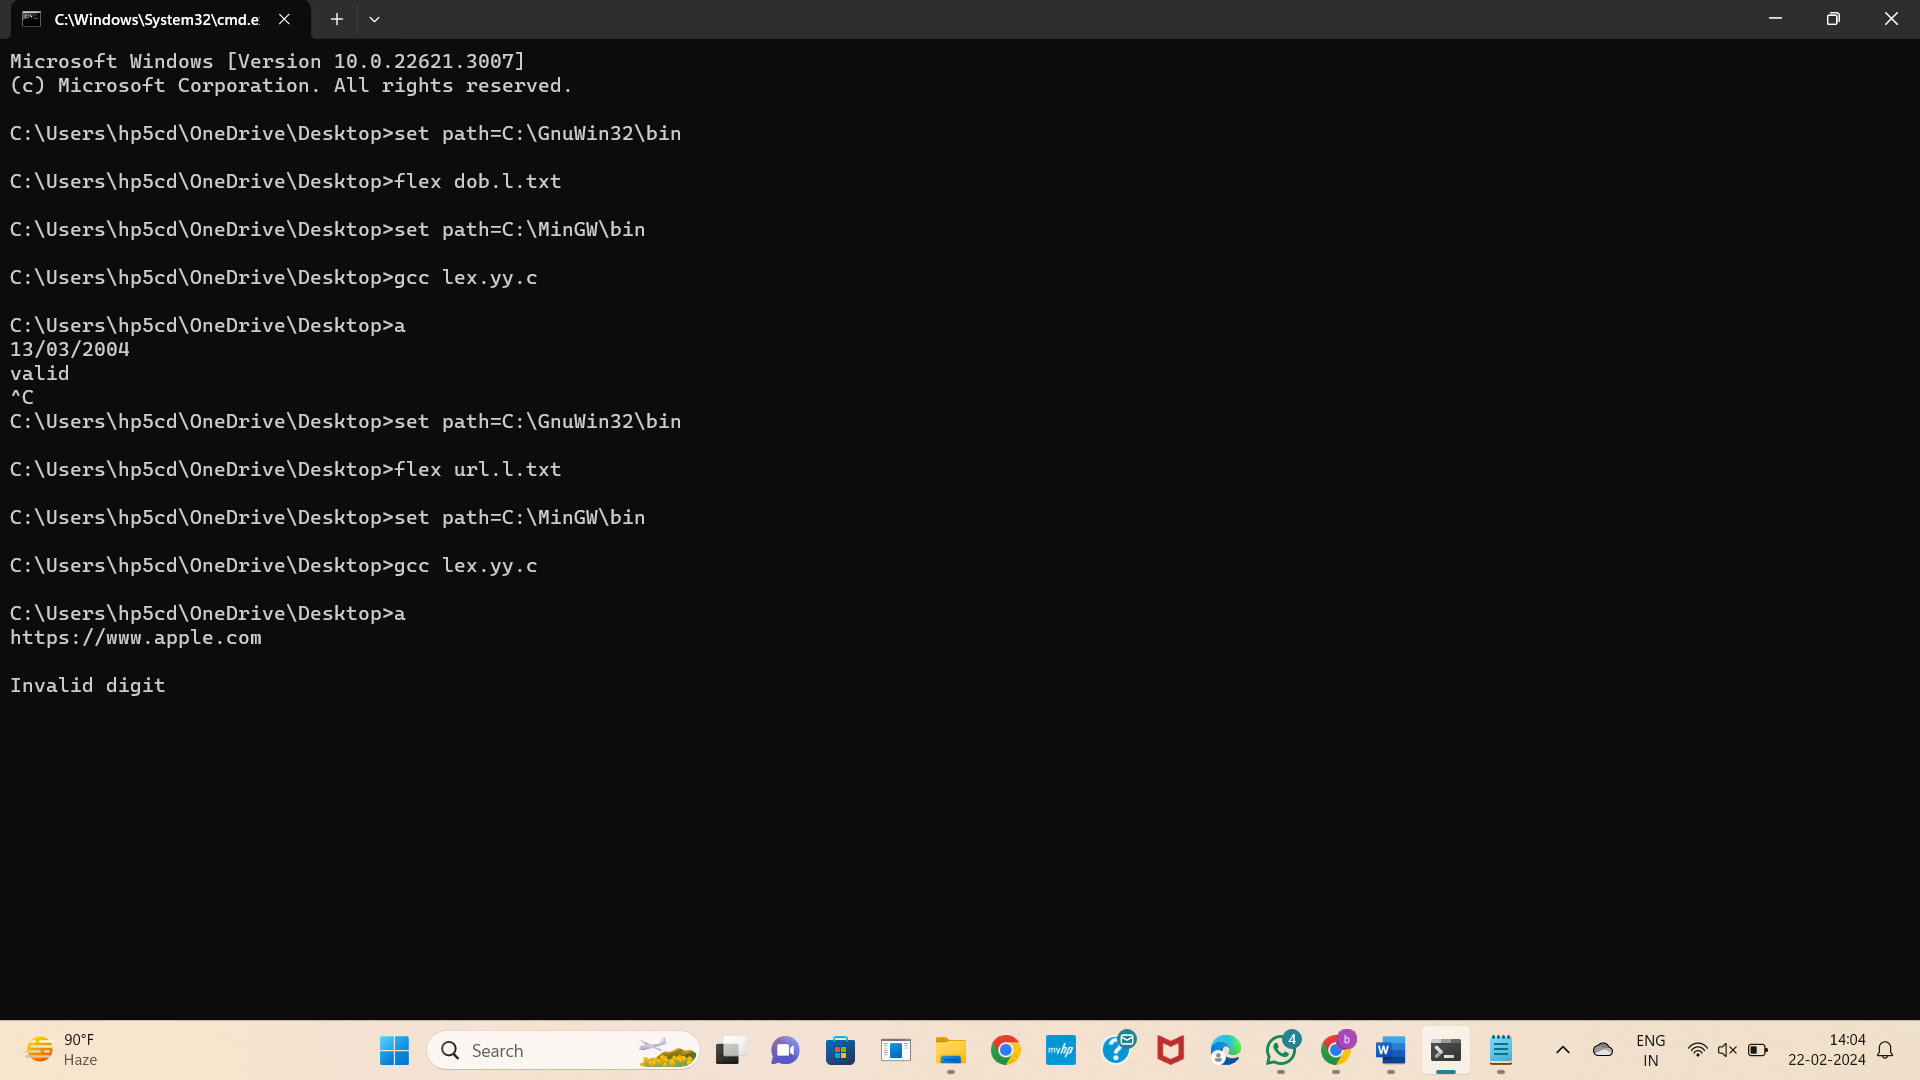 C:\Windows\System32\cmd.e
Microsoft Windows [Version 10.0.22621.3007]
(c) Microsoft Corporation. All rights reserved.
C:\Users\hp5cd\OneDrive\Desktop>set path=C:\GnuWin32\bin
C:\Users\hp5cd\OneDrive\Desktop>flex dob.l.txt
C:\Users\hp5cd\OneDrive\Desktop>set path=C:\MinGW\bin
C:\Users\hp5cd\OneDrive\Desktop>gcc lex.yy.c
C:\Users\hp5cd\OneDrive\Desktop>a
13/03/2004
valid
^C
C:\Users\hp5cd\OneDrive\Desktop>set path=C:\GnuWin32\bin
C:\Users\hp5cd\OneDrive\Desktop>flex url.l.txt
C:\Users\hp5cd\OneDrive\Desktop>set path=C:\MinGW\bin
C:\Users\hp5cd\OneDrive\Desktop>gcc lex.yy.c
C:\Users\hp5cd\OneDrive\Desktop>a
https://www.apple.com
Invalid digit
90°F
Haze
Search
myhp
4
b
W
ENG
IN
14:04
22-02-2024